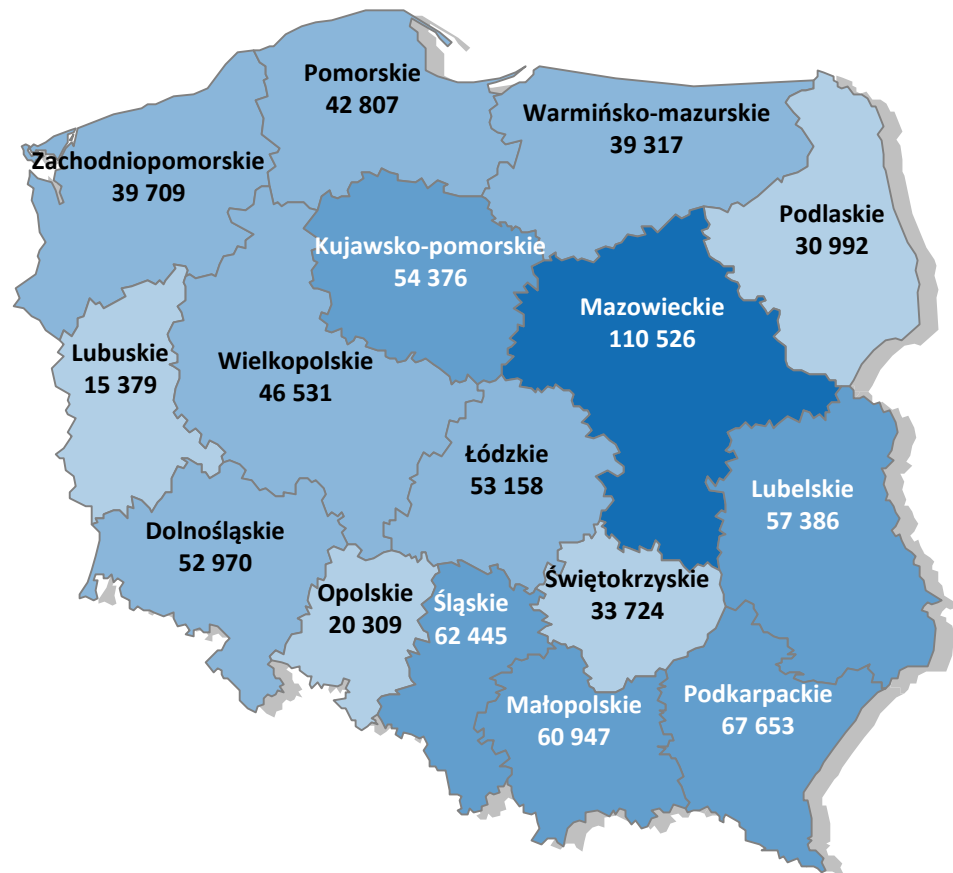 Pomorskie
42 807
Warmińsko-mazurskie
39 317
Zachodniopomorskie
39 709
Podlaskie
30 992
Kujawsko-pomorskie
54 376
Mazowieckie
110 526
Lubuskie
15 379
Wielkopolskie
46 531
Łódzkie
53 158
Lubelskie
57 386
Dolnośląskie
52 970
Opolskie
20 309
Śląskie
62 445
Świętokrzyskie
33 724
Małopolskie
60 947
Podkarpackie
67 653